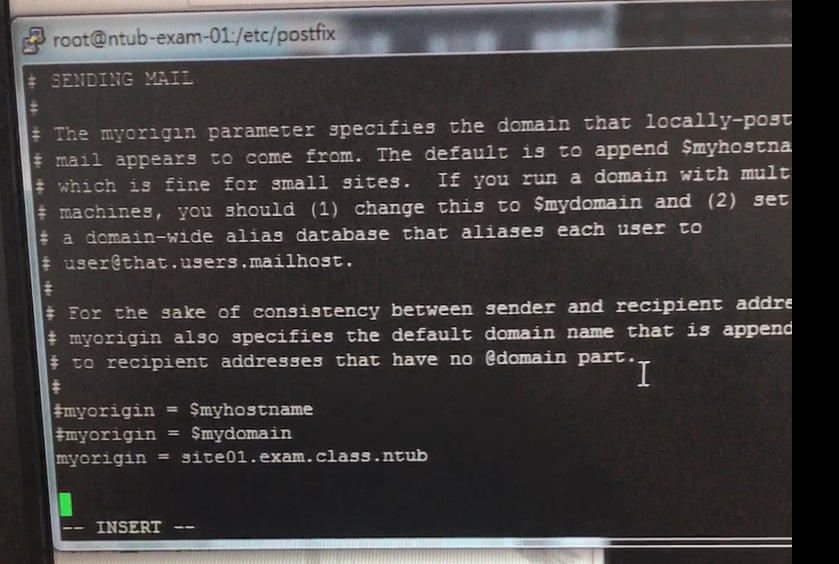 root@ntub-exam-01:/etc/postfix
# SENDING MAIL
#
# The myorigin parameter specifies the domain that locally-post
# mail appears to come from. The default is to append $myhostna
# which is fine for small sites.  If you run a domain with mult
# machines, you should (1) change this to $mydomain and (2) set
# a domain-wide alias database that aliases each user to
# user@that.users.mailhost.
#
# For the sake of consistency between sender and recipient addre
# myorigin also specifies the default domain name that is append
# to recipient addresses that have no @domain part.
#
#myorigin = $myhostname
#myorigin = $mydomain
myorigin = site01.exam.class.ntub
-- INSERT --